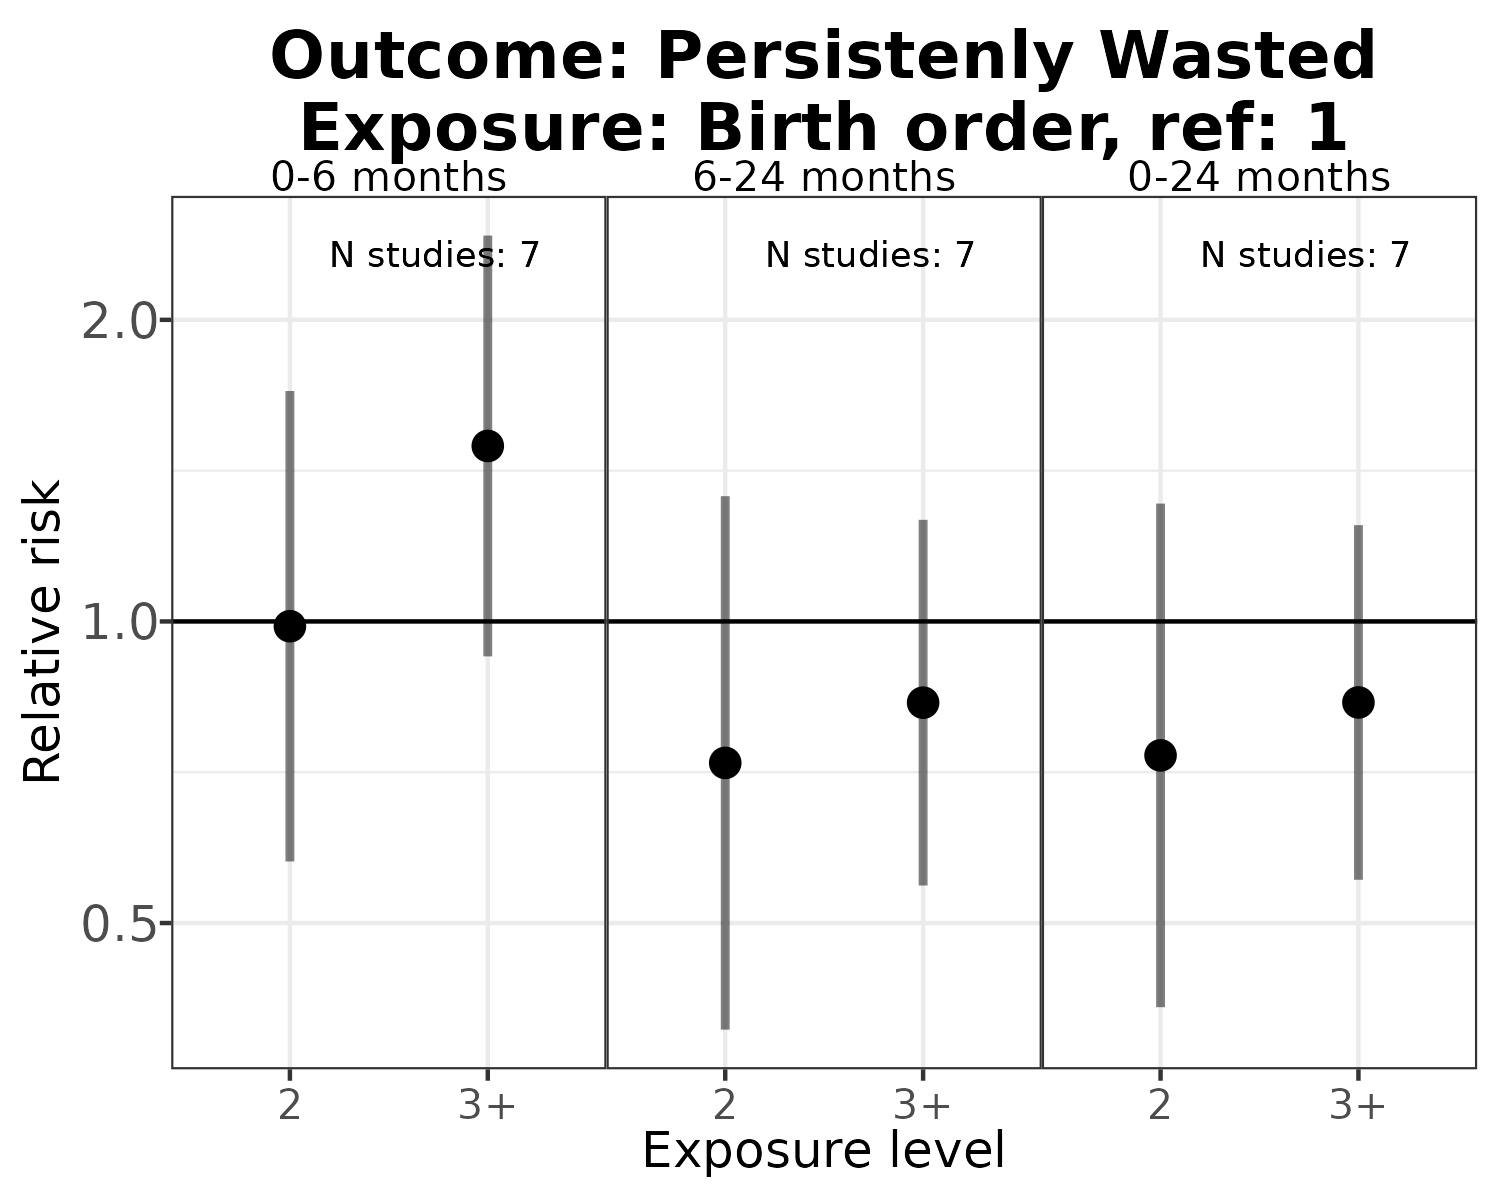 Outcome: Persistenly Wasted
Exposure: Birth order, ref: 1
0-6 months 6-24 months 0-24 months
N studies: 7 N studies: 7 N studies: 7
2.0
1.0
0.5
Relative risk
2 3+ 2 3+ 2 3+
Exposure level